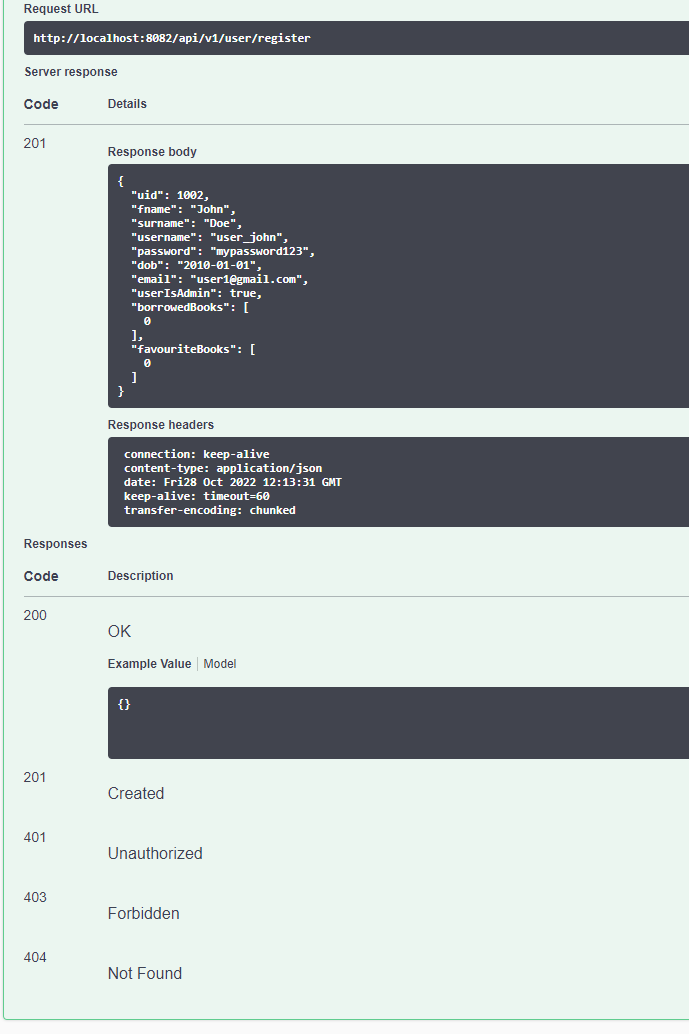 Request URL
http://localhost:8082/api/v1/user/register
Server response
Code Details
201
Response body
{
"uid": 1002,
"fname": "John",
"surname": "Doe",
"username": "user_john",
"password": "mypassword123",
"dob": "2010-01-01",
"email": "user1@gmail.com",
"userIsAdmin": true,
"borrowedBooks": [
0
],
"favouriteBooks": [
0
]
}
Response headers
connection: keep-alive
content-type: application/json
date: Fri28 Oct 2022 12:13:31 GMT
keep-alive: timeout=60
transfer-encoding: chunked
Responses
Code Description
200
OK
Example Value | Model
{}
201
Created
401
Unauthorized
403
Forbidden
404
Not Found